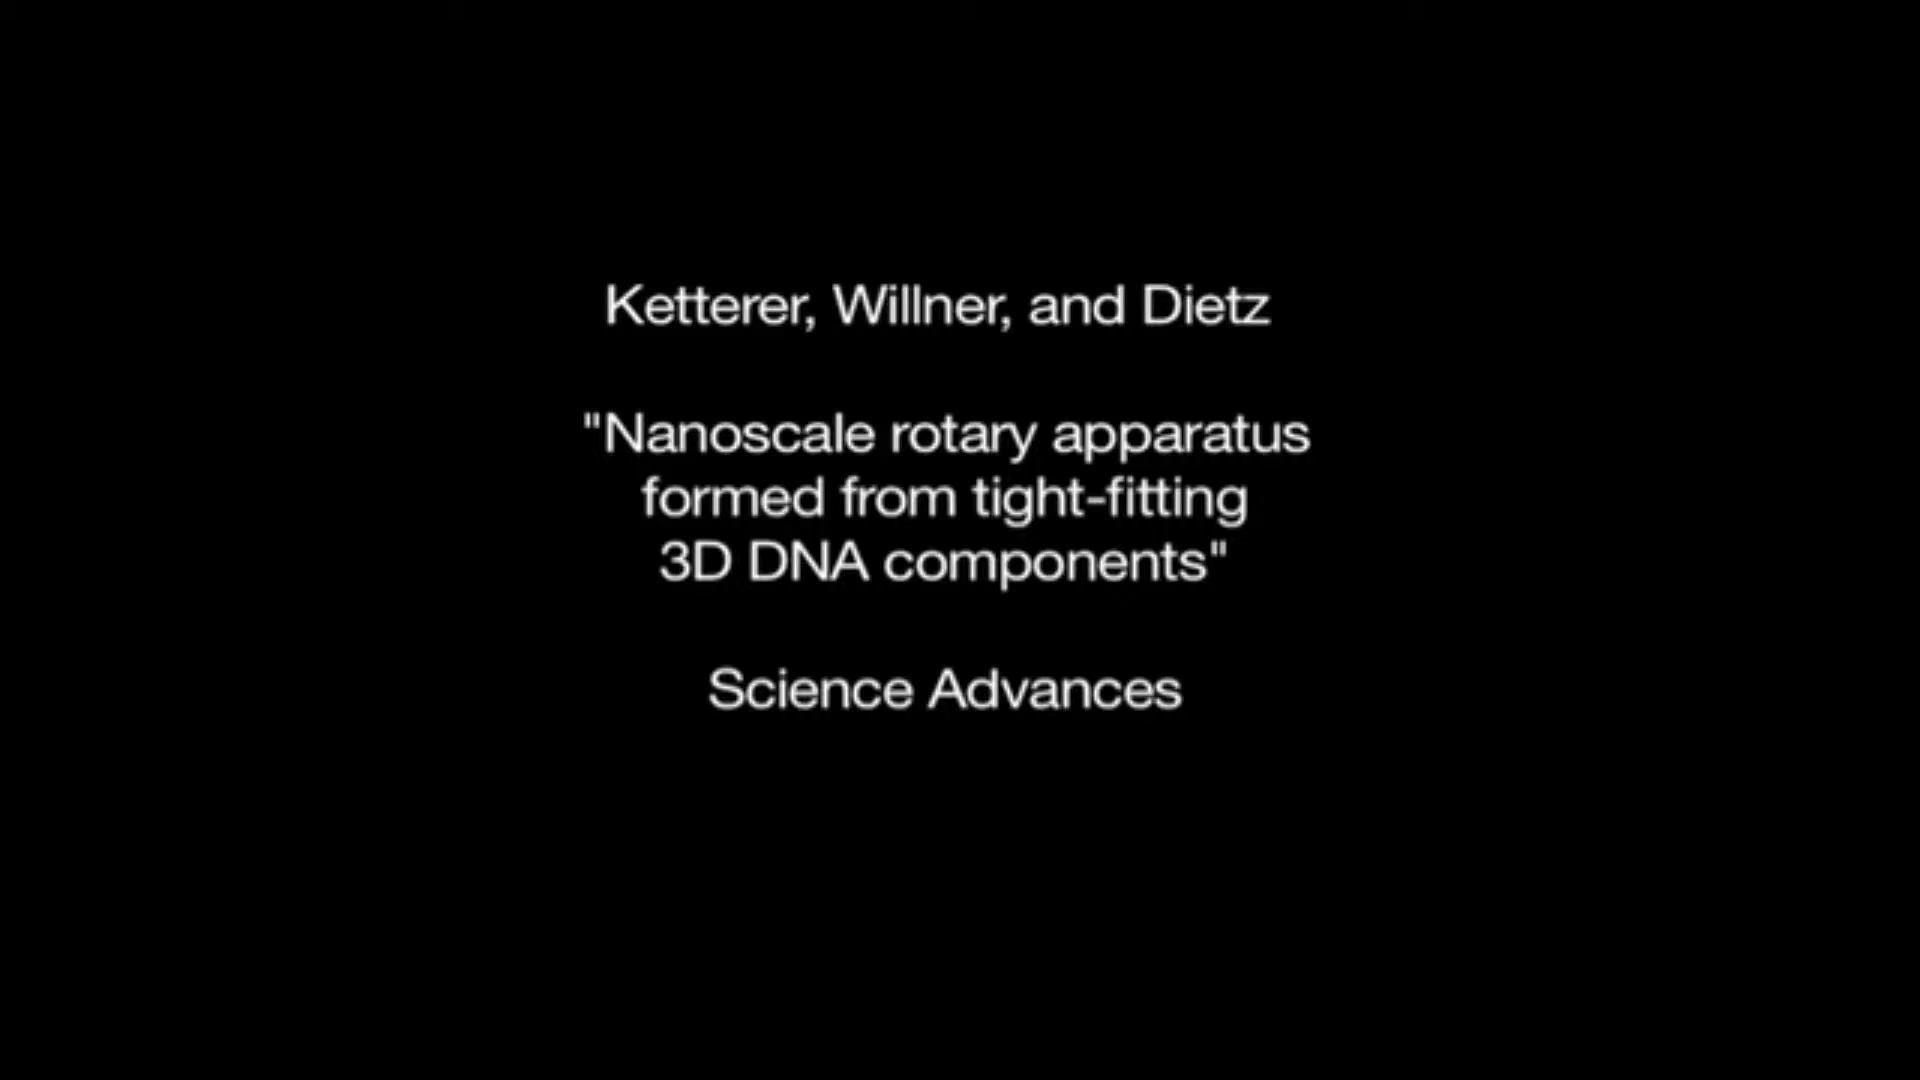 Ketterer, Willner, and Dietz
"Nanoscale rotary apparatus
formed from tight-fitting
3D DNA components"
Science Advances